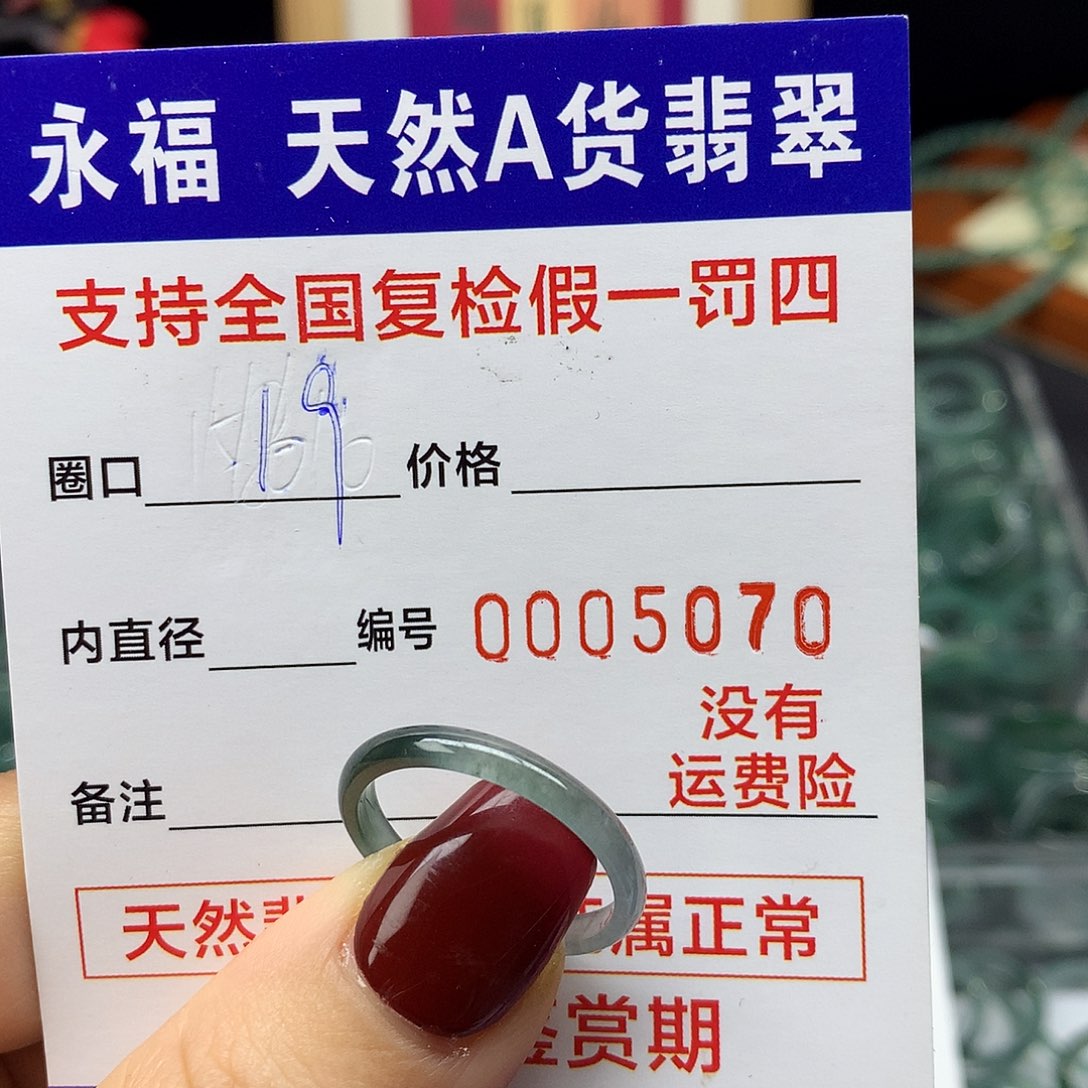 永福 天然A货翡翠
支持全国复检假一罚四
圈口 19 价格
内直径 编号 0005070
没有
备注 运费险
天然 属正常
赏期